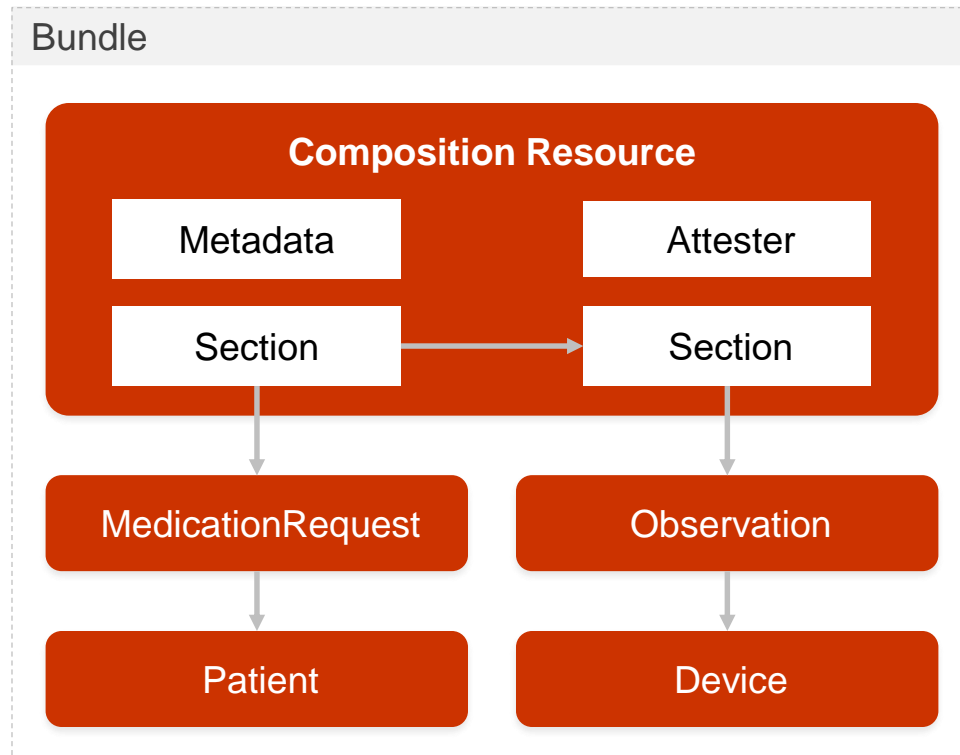 Bundle
Composition Resource
Metadata
Attester
Section
Section
MedicationRequest
Observation
Patient
Device